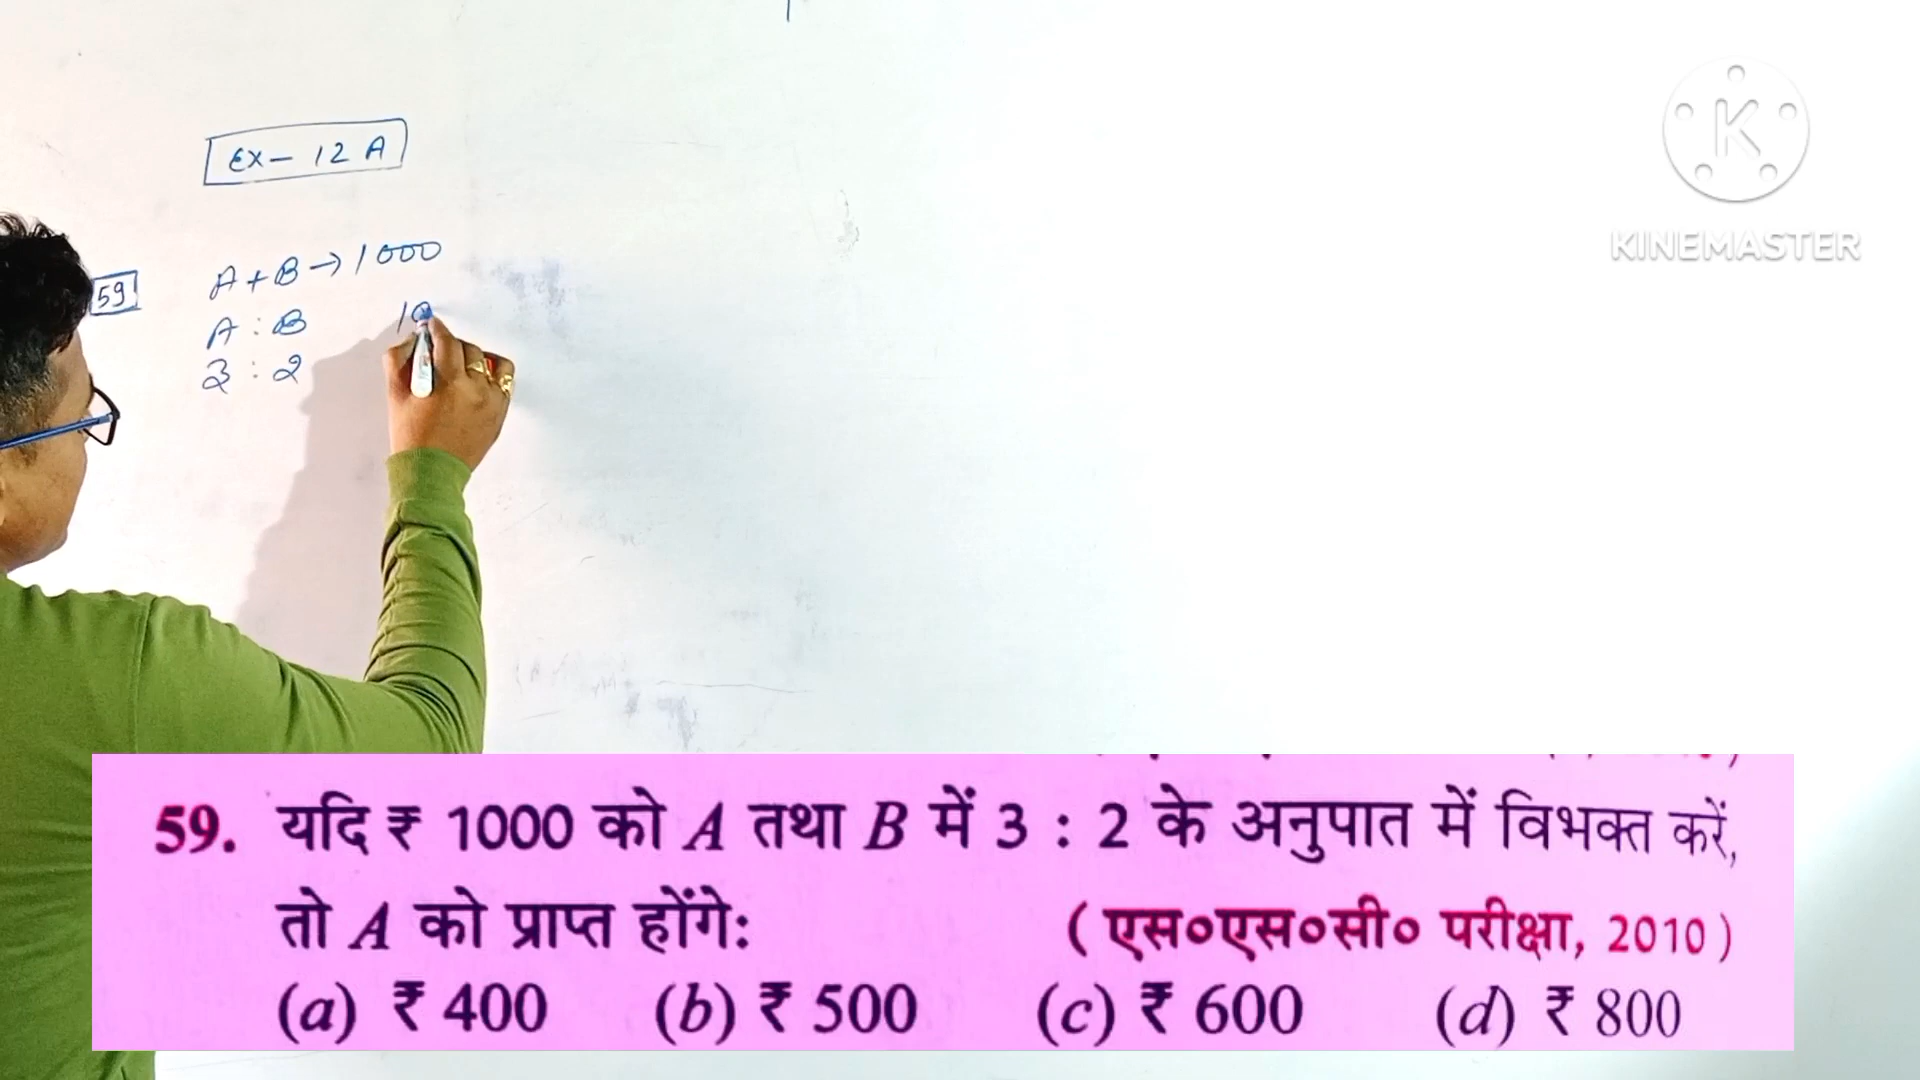 Ex - 12 A
KINEMASTER
59 A + B → 1000
A : B 10
3 : 2
59. यदि ₹ 1000 को A तथा B में 3 : 2 के अनुपात में विभक्त करें,
तो A को प्राप्त होंगे: ( एस०एस०सी० परीक्षा, 2010 )
(a) ₹ 400 (b) ₹ 500 (c) ₹ 600 (d) ₹ 800